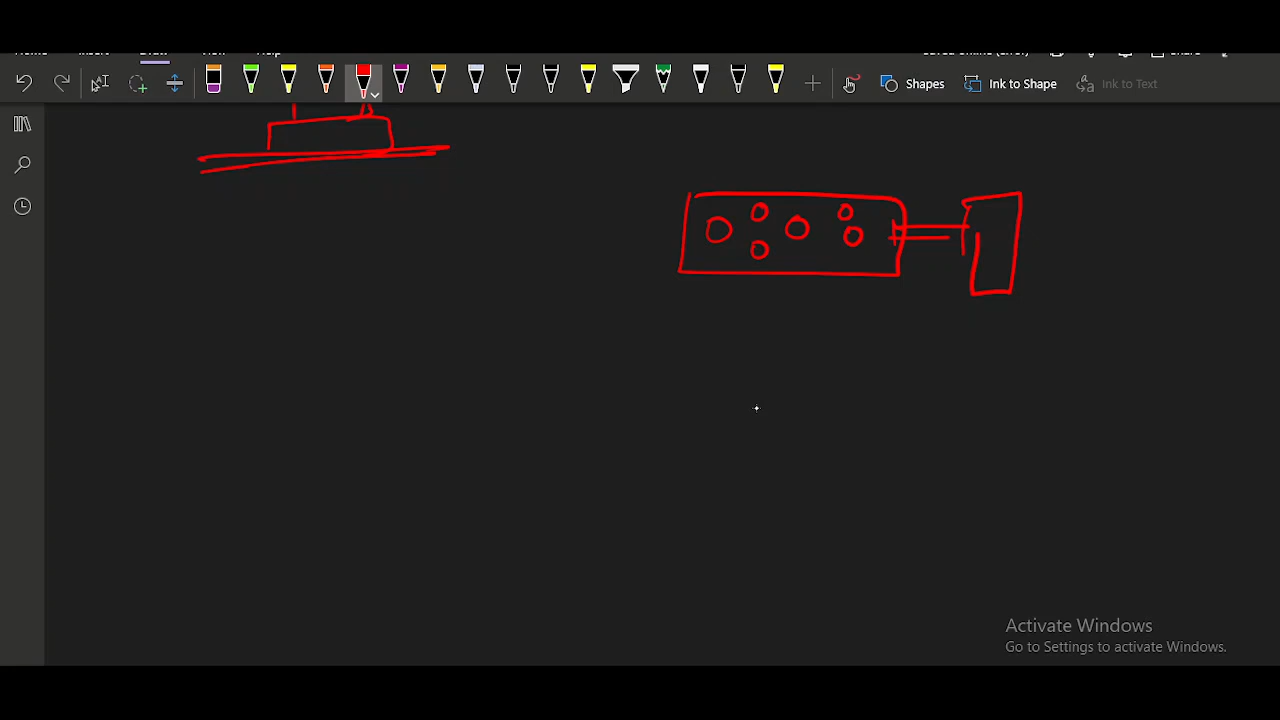 Shapes
Ink to Shape
Ink to Text
Activate Windows
Go to Settings to activate Windows.